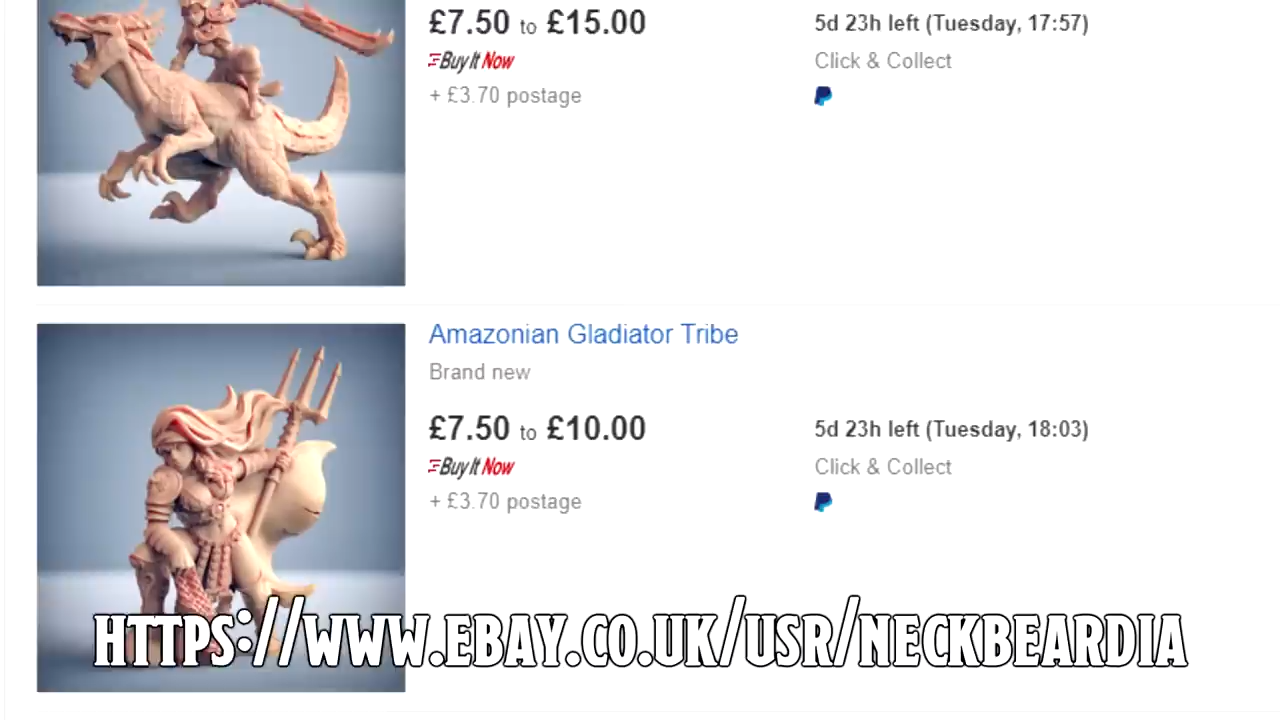 £7.50 to £15.00
Buy It Now
+ £3.70 postage
5d 23h left (Tuesday, 17:57)
Click & Collect
Amazonian Gladiator Tribe
Brand new
£7.50 to £10.00
Buy It Now
+ £3.70 postage
5d 23h left (Tuesday, 18:03)
Click & Collect
HTTPS://WWW.EBAY.CO.UK/USR/NECKBEARDIA